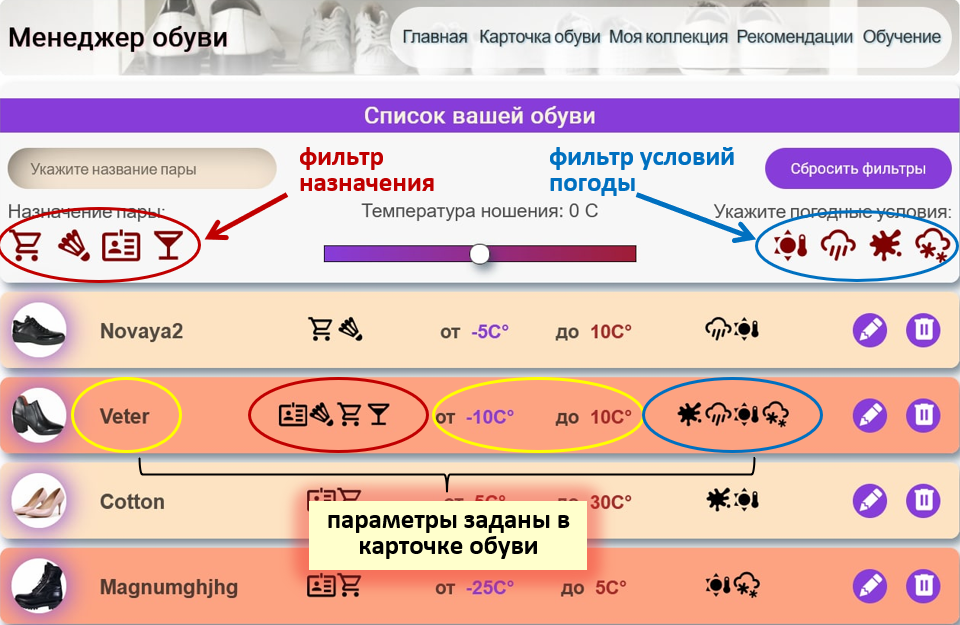 Менеджер обуви
Главная Карточка обуви Моя коллекция Рекомендации Обучение
Список вашей обуви
Укажите название пары
фильтр
назначения
фильтр условий
погоды
Сбросить фильтры
Назначение пары:
Температура ношения: 0 C
Укажите погодные условия:
Novaya2 от -5C° до 10C°
Veter от -10C° до 10C°
Cotton от 5C° до 30C°
параметры заданы в
карточке обуви
Magnumghjhg от -25C° до 5C°